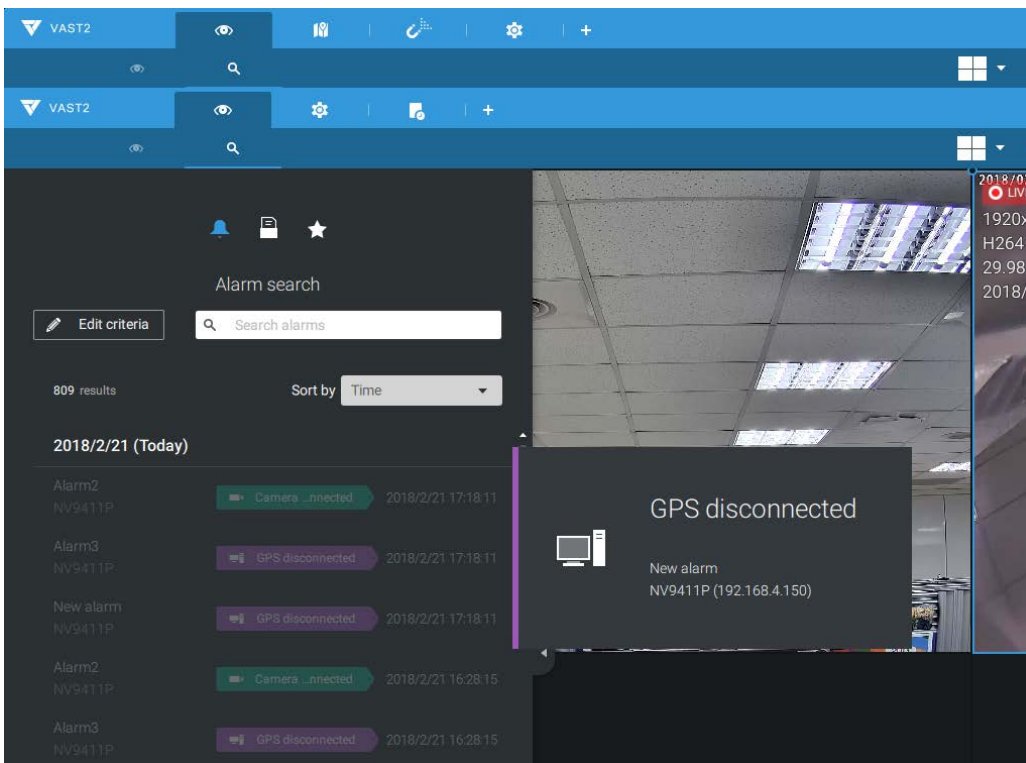 VAST2
VAST2
2018/0
LIV
1920x
H264
29.98
2018/
Alarm search
Edit criteria
Search alarms
809 results
Sort by Time
2018/2/21 (Today)
Alarm2
NV9411P
Camera ...nnected
2018/2/21 17:18:11
Alarm3
NV9411P
GPS disconnected
2018/2/21 17:18:11
New alarm
NV9411P
GPS disconnected
2018/2/21 17:18:11
Alarm2
NV9411P
Camera ...nnected
2018/2/21 16:28:15
Alarm3
NV9411P
GPS disconnected
2018/2/21 16:28:15
GPS disconnected
New alarm
NV9411P (192.168.4.150)